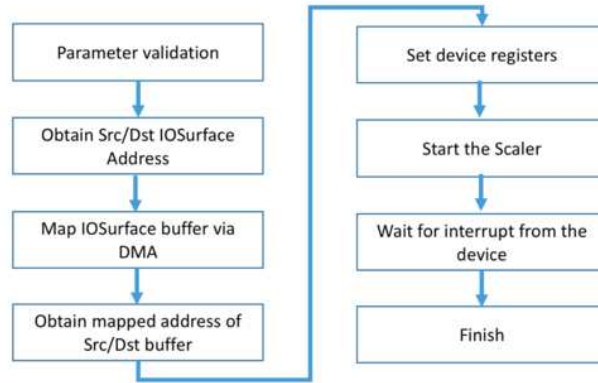 Parameter validation
Obtain Src/Dst IOSurface
Address
Map IOSurface buffer via
DMA
Obtain mapped address of
Src/Dst buffer
Set device registers
Start the Scaler
Wait for interrupt from the
device
Finish